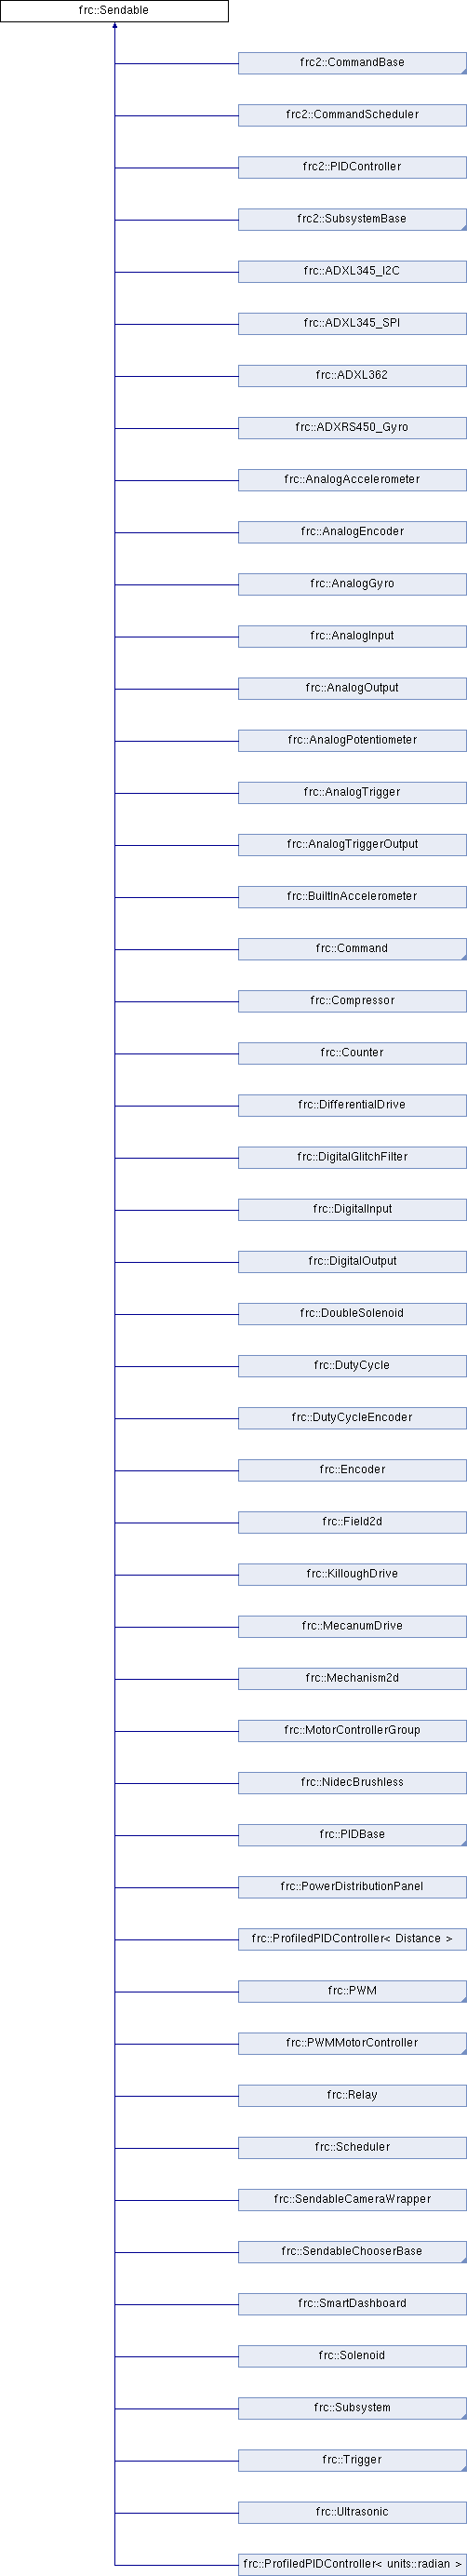 frc::Sendable
frc2::CommandBase
frc2::CommandScheduler
frc2::PIDController
frc2::SubsystemBase
frc::ADXL345_I2C
frc::ADXL345_SPI
frc::ADXL362
frc::ADXRS450_Gyro
frc::AnalogAccelerometer
frc::AnalogEncoder
frc::AnalogGyro
frc::AnalogInput
frc::AnalogOutput
frc::AnalogPotentiometer
frc::AnalogTrigger
frc::AnalogTriggerOutput
frc::BuiltInAccelerometer
frc::Command
frc::Compressor
frc::Counter
frc::DifferentialDrive
frc::DigitalGlitchFilter
frc::DigitalInput
frc::DigitalOutput
frc::DoubleSolenoid
frc::DutyCycle
frc::DutyCycleEncoder
frc::Encoder
frc::Field2d
frc::KilloughDrive
frc::MecanumDrive
frc::Mechanism2d
frc::MotorControllerGroup
frc::NidecBrushless
frc::PIDBase
frc::PowerDistributionPanel
frc::ProfiledPIDController< Distance >
frc::PWM
frc::PWMMotorController
frc::Relay
frc::Scheduler
frc::SendableCameraWrapper
frc::SendableChooserBase
frc::SmartDashboard
frc::Solenoid
frc::Subsystem
frc::Trigger
frc::Ultrasonic
frc::ProfiledPIDController< units::radian >